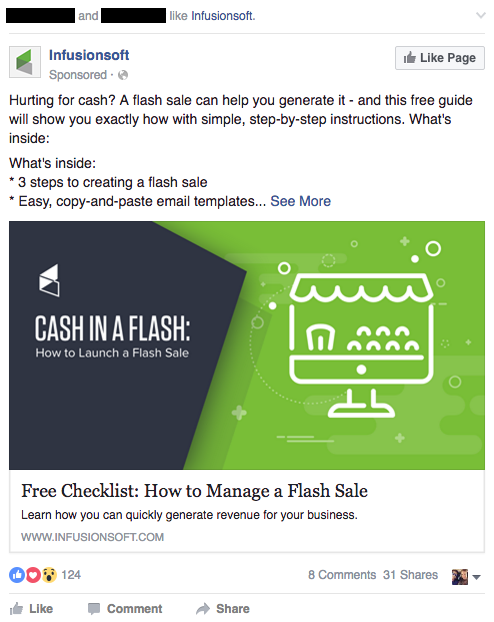 and like Infusionsoft.
Infusionsoft
Sponsored ·
Like Page
Hurting for cash? A flash sale can help you generate it - and this free guide
will show you exactly how with simple, step-by-step instructions. What's
inside:
What's inside:
* 3 steps to creating a flash sale
* Easy, copy-and-paste email templates... See More
CASH IN A FLASH:
How to Launch a Flash Sale
Free Checklist: How to Manage a Flash Sale
Learn how you can quickly generate revenue for your business.
WWW.INFUSIONSOFT.COM
124 8 Comments 31 Shares
Like Comment Share